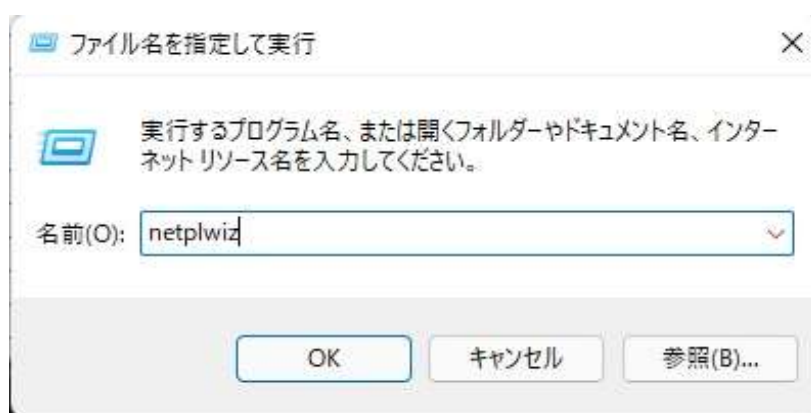 ファイル名を指定して実行
実行するプログラム名、または開くフォルダーやドキュメント名、インター
ネット リソース名を入力してください。
名前(O): netplwiz
OK キャンセル 参照(B)...